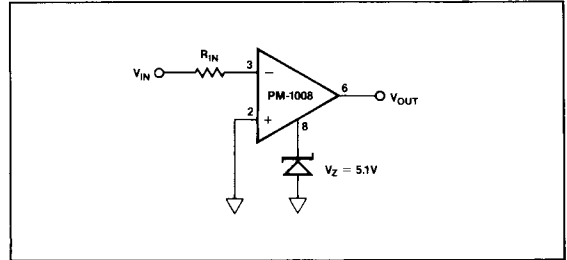 R_IN
V_IN
3
−
PM-1008
6
V_OUT
2
+
8
V_Z = 5.1V